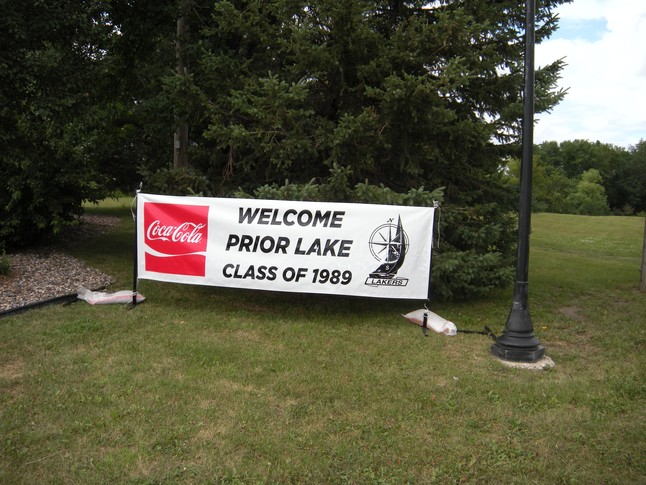 Coca-Cola
WELCOME
PRIOR LAKE
CLASS OF 1989
N
S
LAKERS